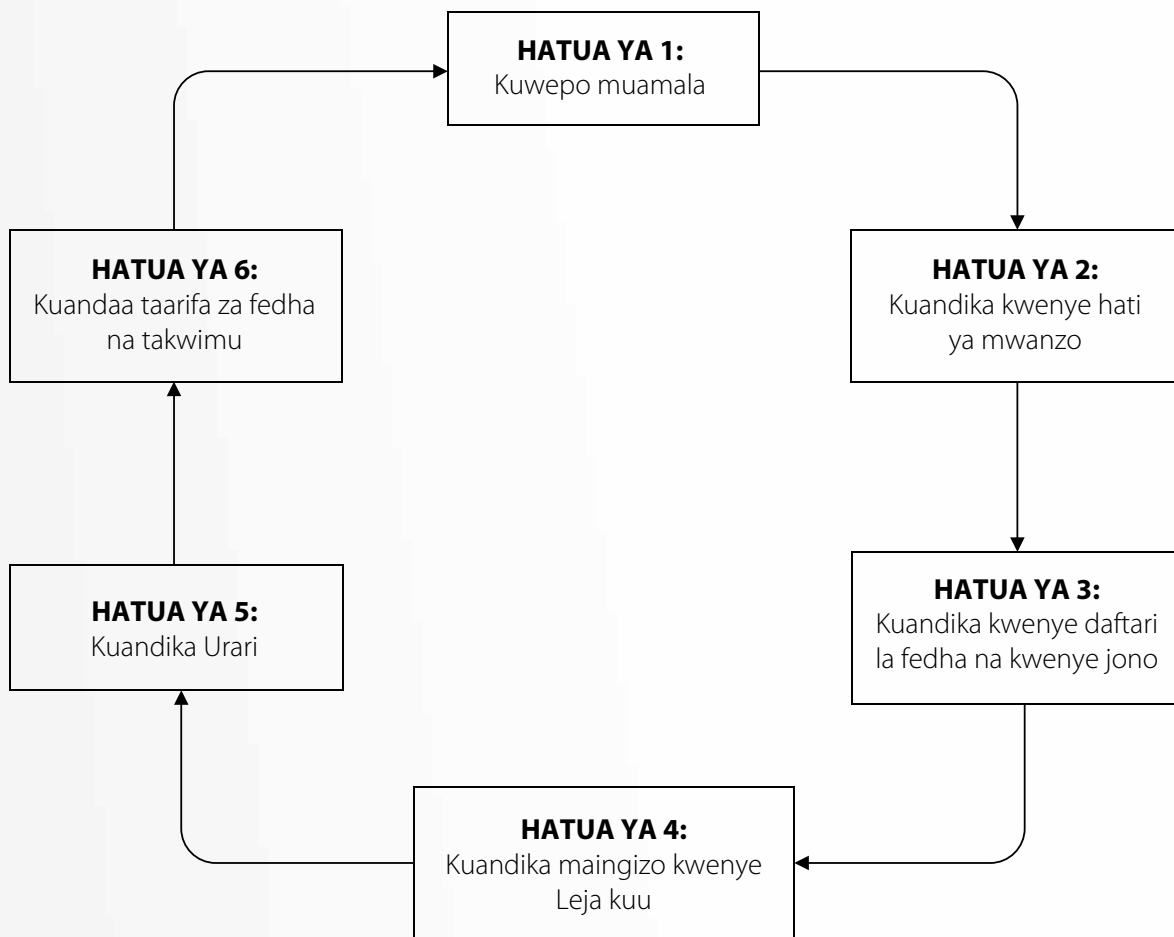 HATUA YA 1:
Kuwepo muamala
HATUA YA 2:
Kuandika kwenye hati
ya mwanzo
HATUA YA 3:
Kuandika kwenye daftari
la fedha na kwenye jono
HATUA YA 4:
Kuandika maingizo kwenye
Leja kuu
HATUA YA 5:
Kuandika Urari
HATUA YA 6:
Kuandaa taarifa za fedha
na takwimu